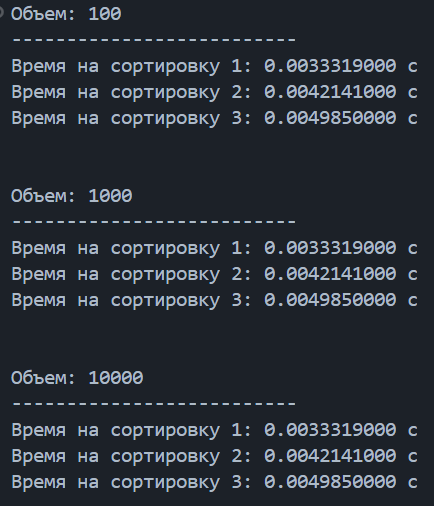 Объем: 100
--------------------------
Время на сортировку 1: 0.0033319000 с
Время на сортировку 2: 0.0042141000 с
Время на сортировку 3: 0.0049850000 с
Объем: 1000
--------------------------
Время на сортировку 1: 0.0033319000 с
Время на сортировку 2: 0.0042141000 с
Время на сортировку 3: 0.0049850000 с
Объем: 10000
--------------------------
Время на сортировку 1: 0.0033319000 с
Время на сортировку 2: 0.0042141000 с
Время на сортировку 3: 0.0049850000 с